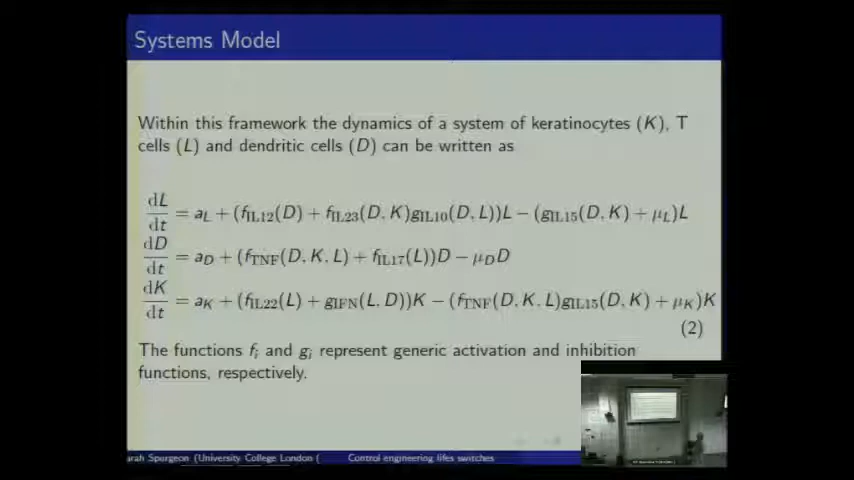 Systems Model
Within this framework the dynamics of a system of keratinocytes (K), T
cells (L) and dendritic cells (D) can be written as
dL/dt = a_L + (f_IL12(D) + f_IL23(D, K)g_IL10(D, L))L − (g_IL15(D, K) + μ_L)L
dD/dt = a_D + (f_TNF(D, K, L) + f_IL17(L))D − μ_D D
dK/dt = a_K + (f_IL22(L) + g_IFN(L, D))K − (f_TNF(D, K, L)g_IL15(D, K) + μ_K)K
(2)
The functions f_i and g_i represent generic activation and inhibition
functions, respectively.
arah Spurgeon (University College London ( Control engineering lifes switches